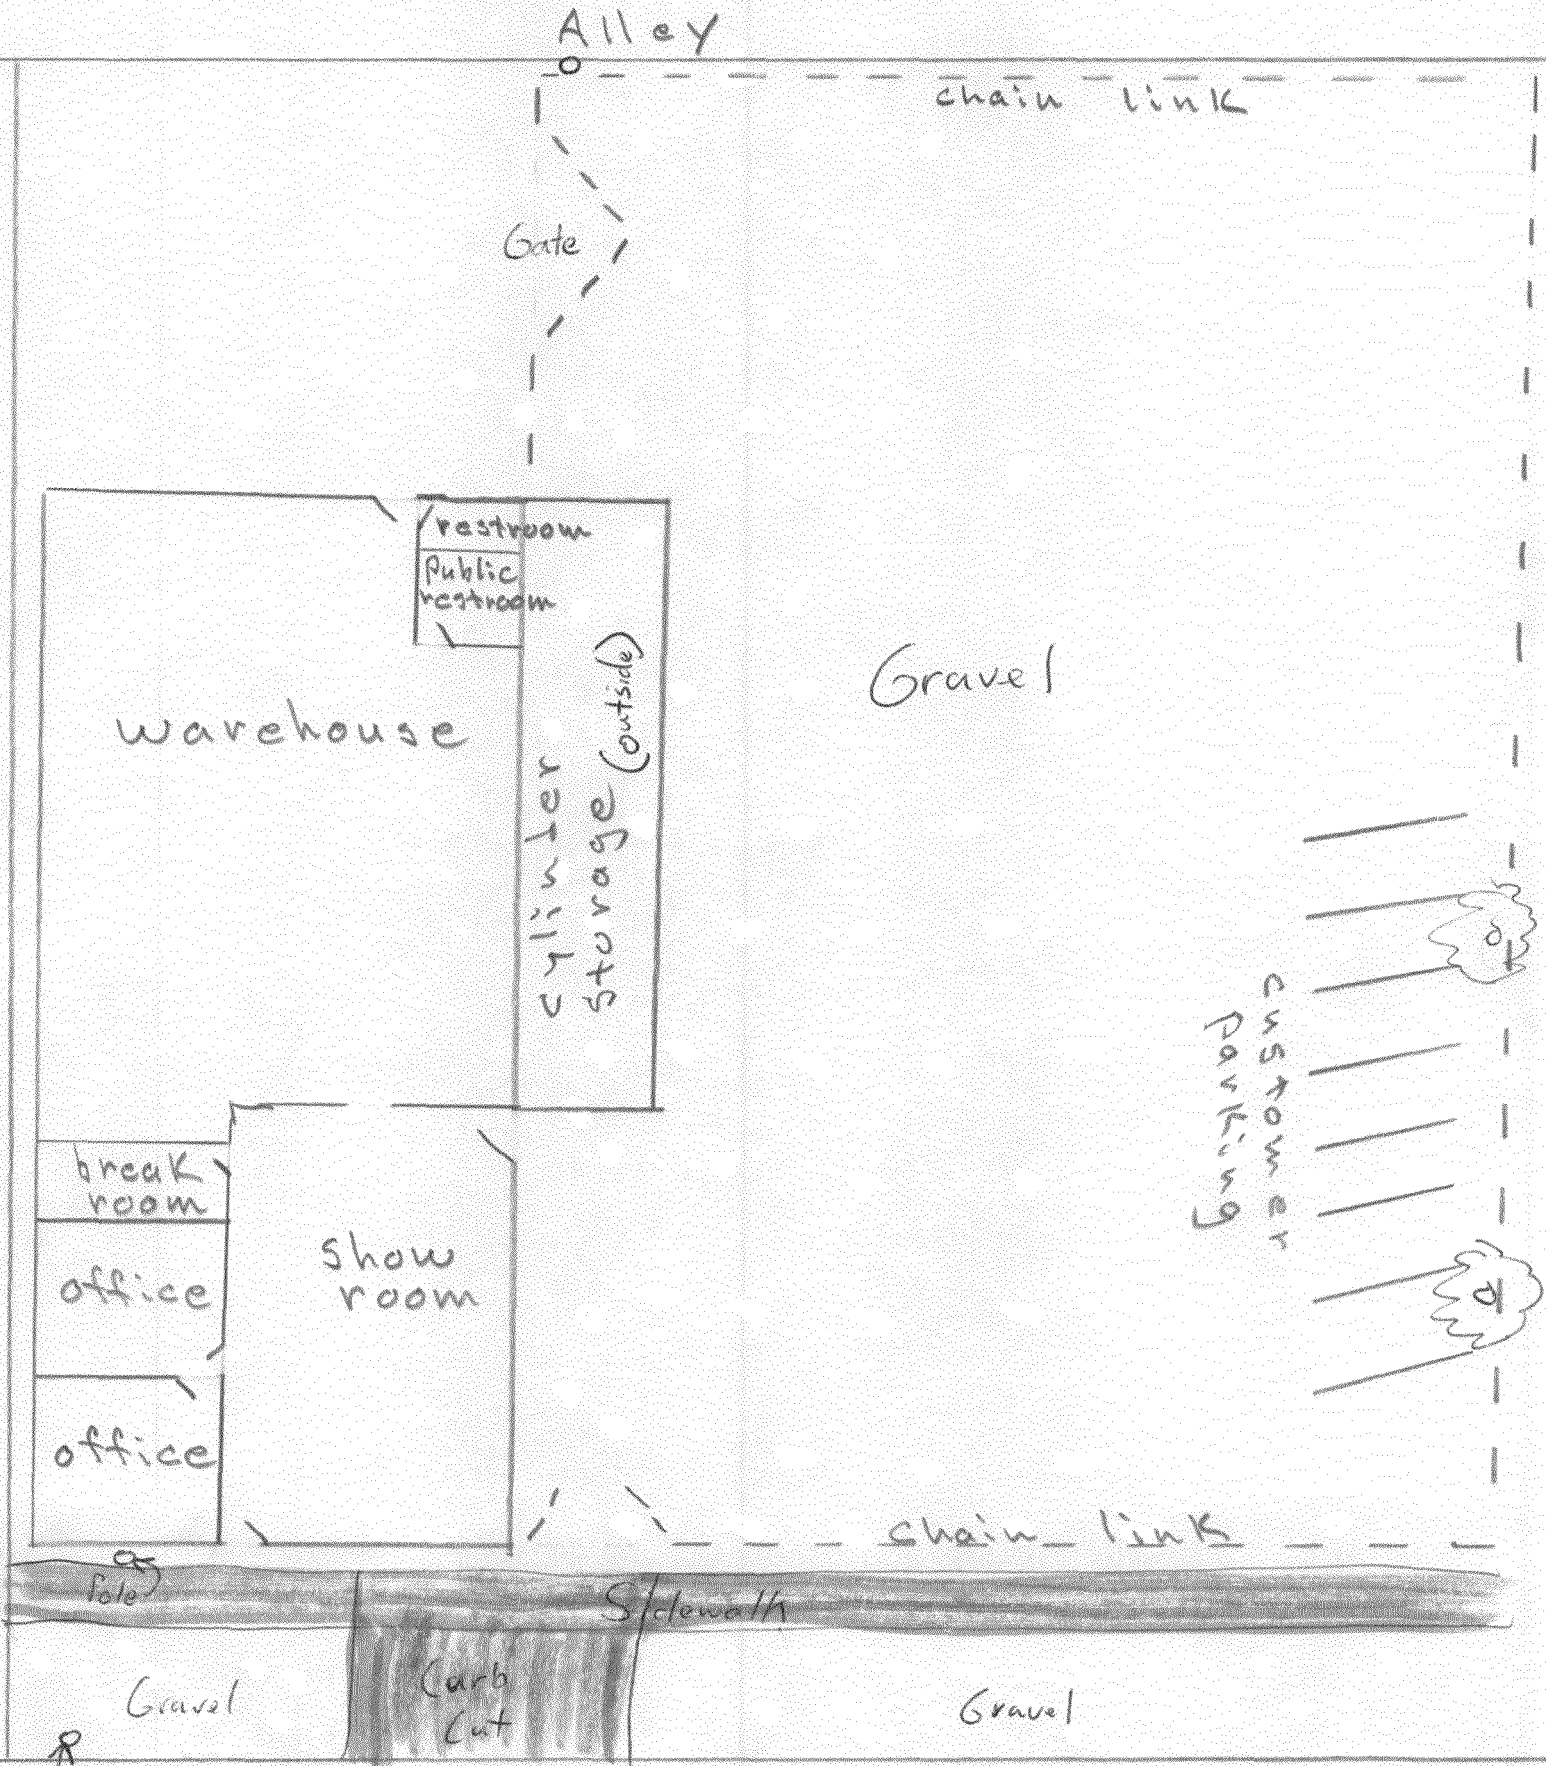 Alley
chain link
Gate
restroom
Public
restroom
Gravel
warehouse
cylinder
storage (outside)
customer
parking
break
room
show
room
office
office
chain link
Pole
Sidewalk
Gravel
Curb
Cut
Gravel